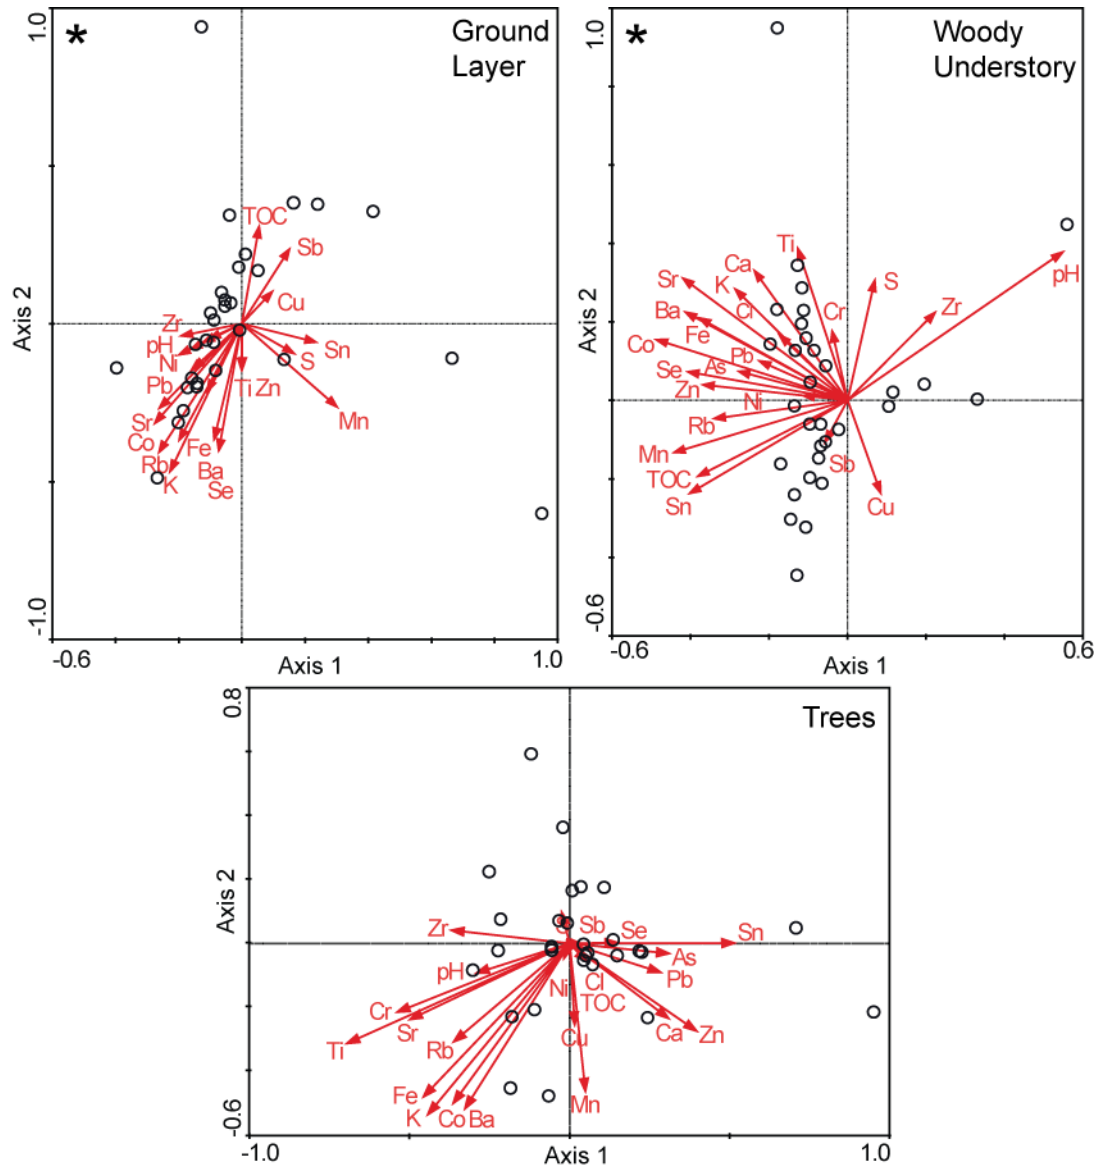 1.0
*
Ground
Layer
TOC
Sb
Cu
Axis 2
Zr
pH
Ni
Sn
S
Pb
Ti Zn
Mn
Sr
Co
Fe
Rb
Ba
K
Se
-1.0
-0.6
Axis 1
1.0
1.0
*
Woody
Understory
Ti
Ca
Sr
K
S
pH
Ba
Cl
Cr
Zr
Axis 2
Fe
Co
Pb
As
Se
Zn
Ni
Rb
Mn
Sb
TOC
Sn
Cu
-0.6
-0.6
Axis 1
0.6
0.8
Trees
Axis 2
Zr
S
Sb
Se
Sn
As
pH
Cl
Pb
Ni
TOC
Cr
Sr
Ca
Zn
Ti
Rb
Cu
Fe
K
Co
Ba
Mn
-0.6
-1.0
Axis 1
1.0